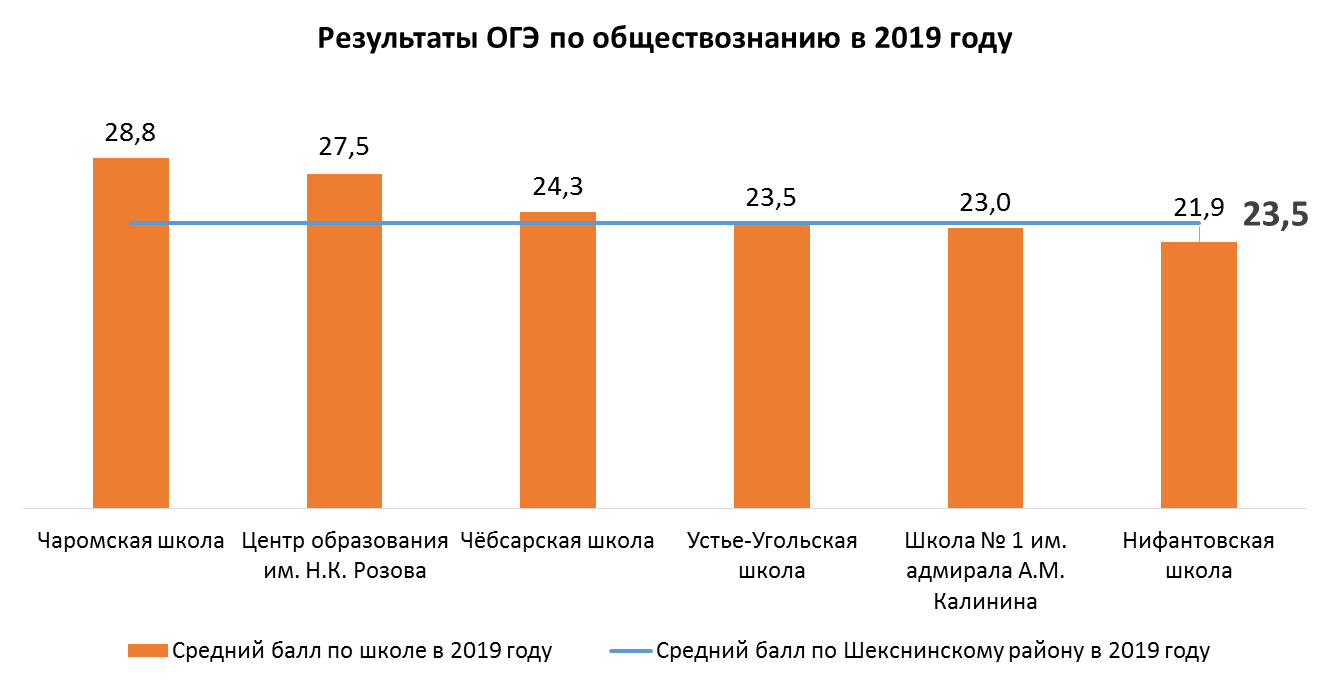 Результаты ОГЭ по обществознанию в 2019 году
28,8
27,5
24,3
23,5
23,0
21,9
23,5
Чаромская школа
Центр образования
им. Н.К. Розова
Чёбсарская школа
Устье-Угольская
школа
Школа № 1 им.
адмирала А.М.
Калинина
Нифантовская
школа
Средний балл по школе в 2019 году
Средний балл по Шекснинскому району в 2019 году